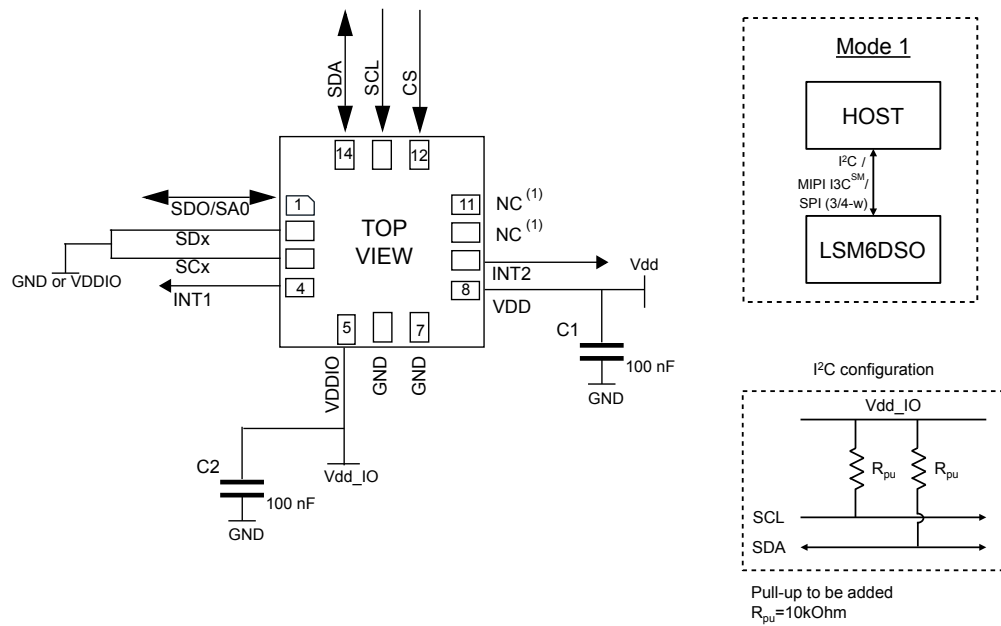 SDA
SCL
CS
14
12
1
SDO/SA0
SDx
SCx
GND or VDDIO
INT1
4
TOP
VIEW
11
NC (1)
NC (1)
INT2
8
VDD
Vdd
5
7
VDDIO
GND
GND
C1
100 nF
GND
C2
100 nF
GND
Vdd_IO
Mode 1
HOST
I²C /
MIPI I3C SM/
SPI (3/4-w)
LSM6DSO
I²C configuration
Vdd_IO
Rpu
Rpu
SCL
SDA
Pull-up to be added
Rpu=10kOhm